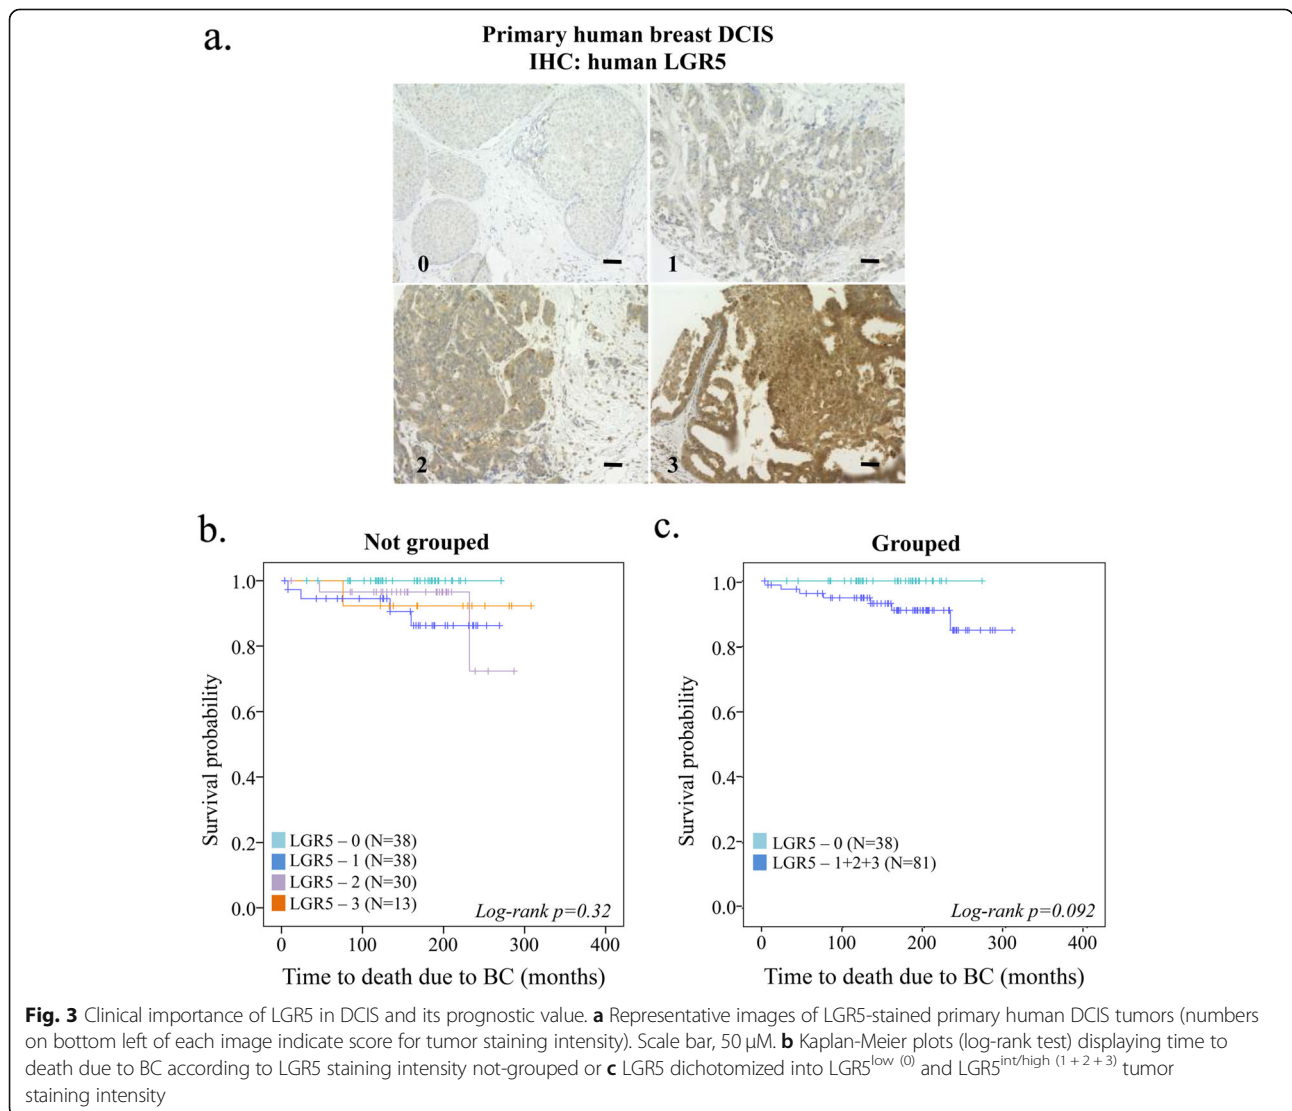 a.
Primary human breast DCIS
IHC: human LGR5
0
1
2
3
b.
Not grouped
1.0
0.8
0.6
0.4
0.2
0.0
Survival probability
LGR5 – 0 (N=38)
LGR5 – 1 (N=38)
LGR5 – 2 (N=30)
LGR5 – 3 (N=13)
Log-rank p=0.32
0 100 200 300 400
Time to death due to BC (months)
c.
Grouped
1.0
0.8
0.6
0.4
0.2
0.0
Survival probability
LGR5 – 0 (N=38)
LGR5 – 1+2+3 (N=81)
Log-rank p=0.092
0 100 200 300 400
Time to death due to BC (months)
Fig. 3 Clinical importance of LGR5 in DCIS and its prognostic value. a Representative images of LGR5-stained primary human DCIS tumors (numbers
on bottom left of each image indicate score for tumor staining intensity). Scale bar, 50 μM. b Kaplan-Meier plots (log-rank test) displaying time to
death due to BC according to LGR5 staining intensity not-grouped or c LGR5 dichotomized into LGR5low (0) and LGR5int/high (1 + 2 + 3) tumor
staining intensity